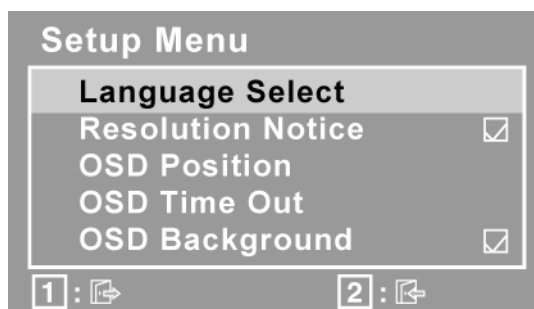 Setup Menu
Language Select
Resolution Notice
OSD Position
OSD Time Out
OSD Background
1 : 2 :